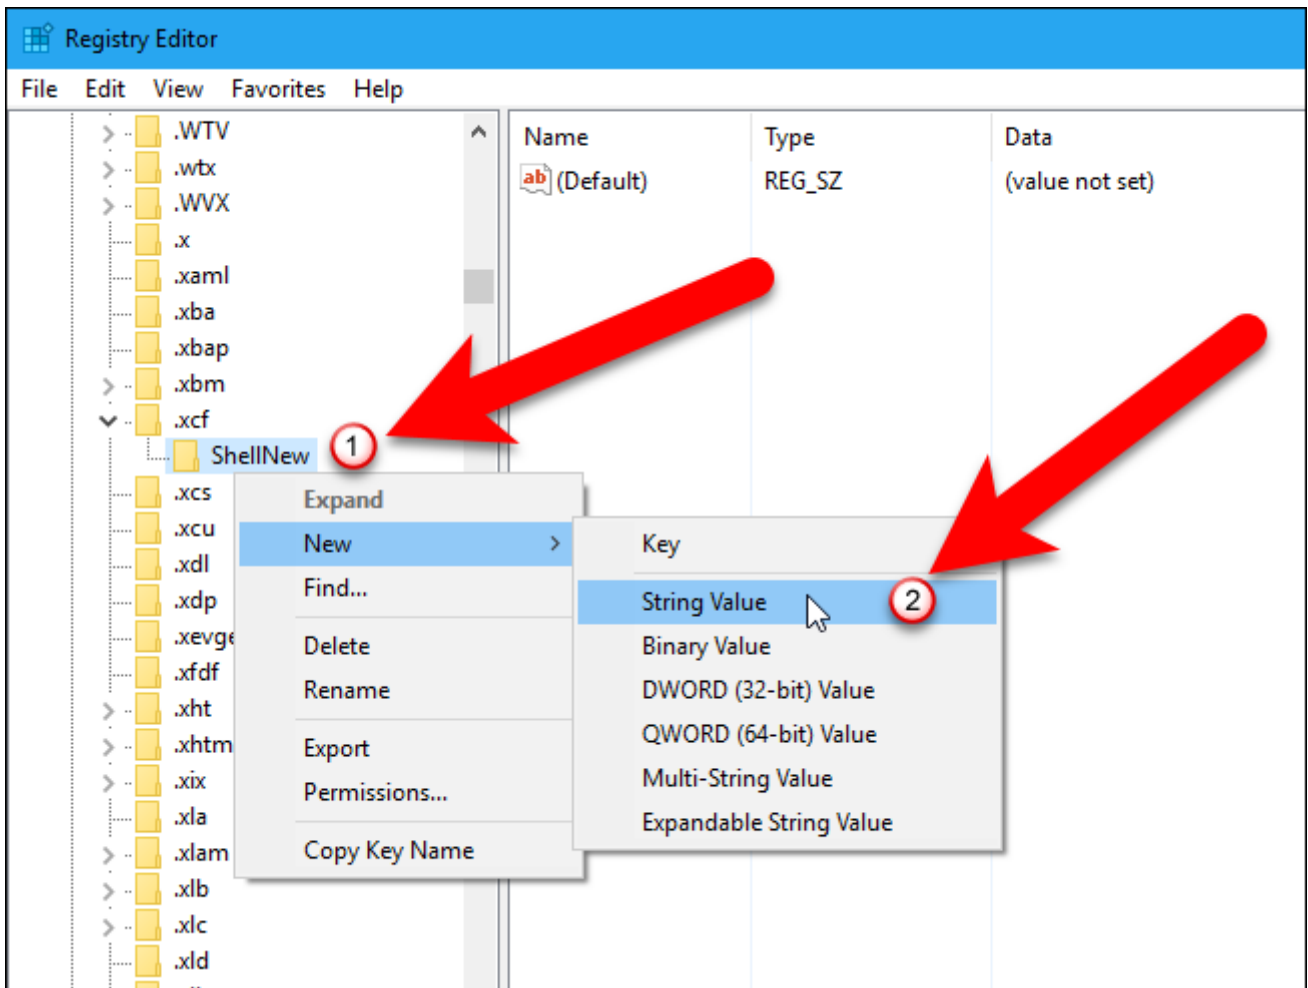 Registry Editor
File Edit View Favorites Help
.WTV
.wtx
.WVX
.x
.xaml
.xba
.xbap
.xbm
.xcf
ShellNew
.xcs
.xcu
.xdl
.xdp
.xevge
.xfdf
.xht
.xhtm
.xix
.xla
.xlam
.xlb
.xlc
.xld
Name Type Data
ab (Default) REG_SZ (value not set)
1
Expand
New
Find...
Delete
Rename
Export
Permissions...
Copy Key Name
Key
String Value
2
Binary Value
DWORD (32-bit) Value
QWORD (64-bit) Value
Multi-String Value
Expandable String Value